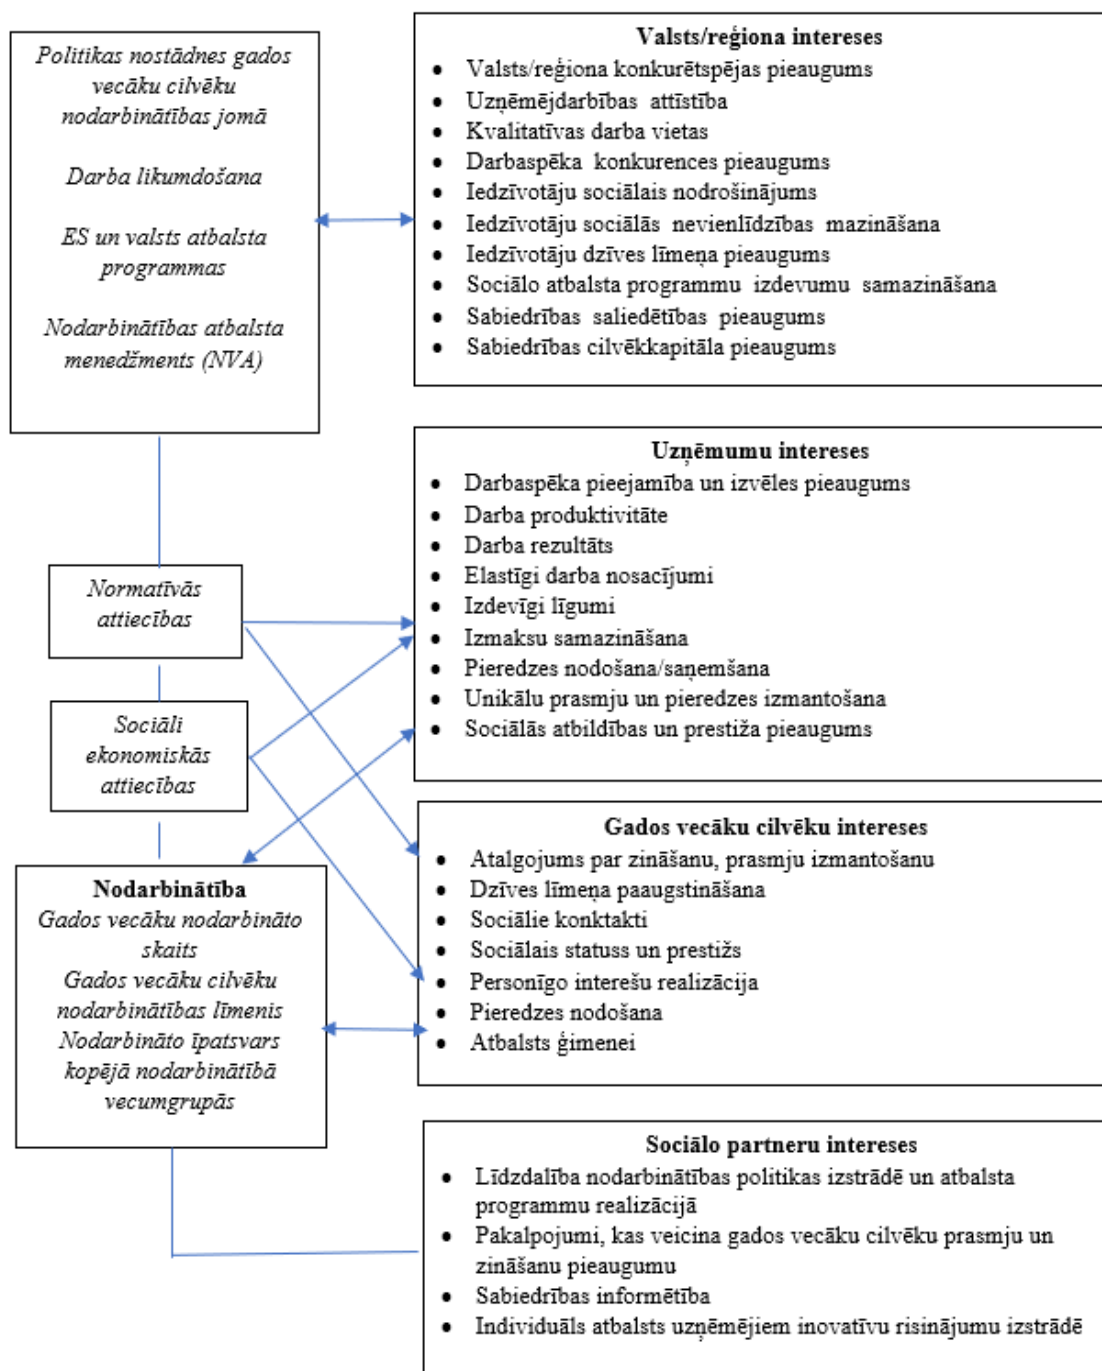 Politikas nostādnes gados
vecāku cilvēku
nodarbinātības jomā
Darba likumdošana
ES un valsts atbalsta
programmas
Nodarbinātības atbalsta
menedžments (NVA)
Valsts/reģiona intereses
• Valsts/reģiona konkurētspējas pieaugums
• Uzņēmējdarbības attīstība
• Kvalitatīvas darba vietas
• Darbaspēka konkurences pieaugums
• Iedzīvotāju sociālais nodrošinājums
• Iedzīvotāju sociālās nevienlīdzības mazināšana
• Iedzīvotāju dzīves līmeņa pieaugums
• Sociālo atbalsta programmu izdevumu samazināšana
• Sabiedrības saliedētības pieaugums
• Sabiedrības cilvēkkapitāla pieaugums
Uzņēmumu intereses
• Darbaspēka pieejamība un izvēles pieaugums
• Darba produktivitāte
• Darba rezultāts
• Elastīgi darba nosacījumi
• Izdevīgi līgumi
• Izmaksu samazināšana
• Pieredzes nodošana/saņemšana
• Unikālu prasmju un pieredzes izmantošana
• Sociālās atbildības un prestiža pieaugums
Normatīvās
attiecības
Sociāli
ekonomiskās
attiecības
Gados vecāku cilvēku intereses
• Atalgojums par zināšanu, prasmju izmantošanu
• Dzīves līmeņa paaugstināšana
• Sociālie konktakti
• Sociālais statuss un prestižs
• Personīgo interešu realizācija
• Pieredzes nodošana
• Atbalsts ģimenei
Nodarbinātība
Gados vecāku nodarbināto
skaits
Gados vecāku cilvēku
nodarbinātības līmenis
Nodarbināto īpatsvars
kopējā nodarbinātībā
vecumgrupās
Sociālo partneru intereses
• Līdzdalība nodarbinātības politikas izstrādē un atbalsta
programmu realizācijā
• Pakalpojumi, kas veicina gados vecāku cilvēku prasmju un
zināšanu pieaugumu
• Sabiedrības informētība
• Individuāls atbalsts uzņēmējiem inovatīvu risinājumu izstrādē